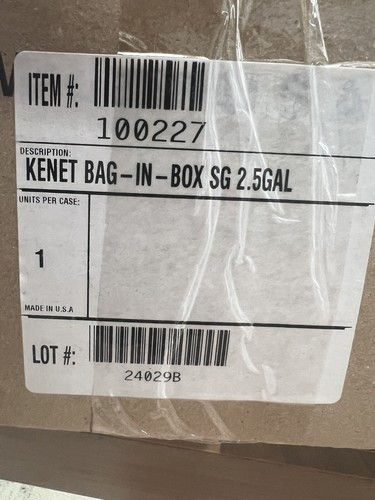 ITEM #:
100227
DESCRIPTION:
KENET BAG-IN-BOX SG 2.5GAL
UNITS PER CASE:
1
MADE IN U.S.A
LOT #:
24029B